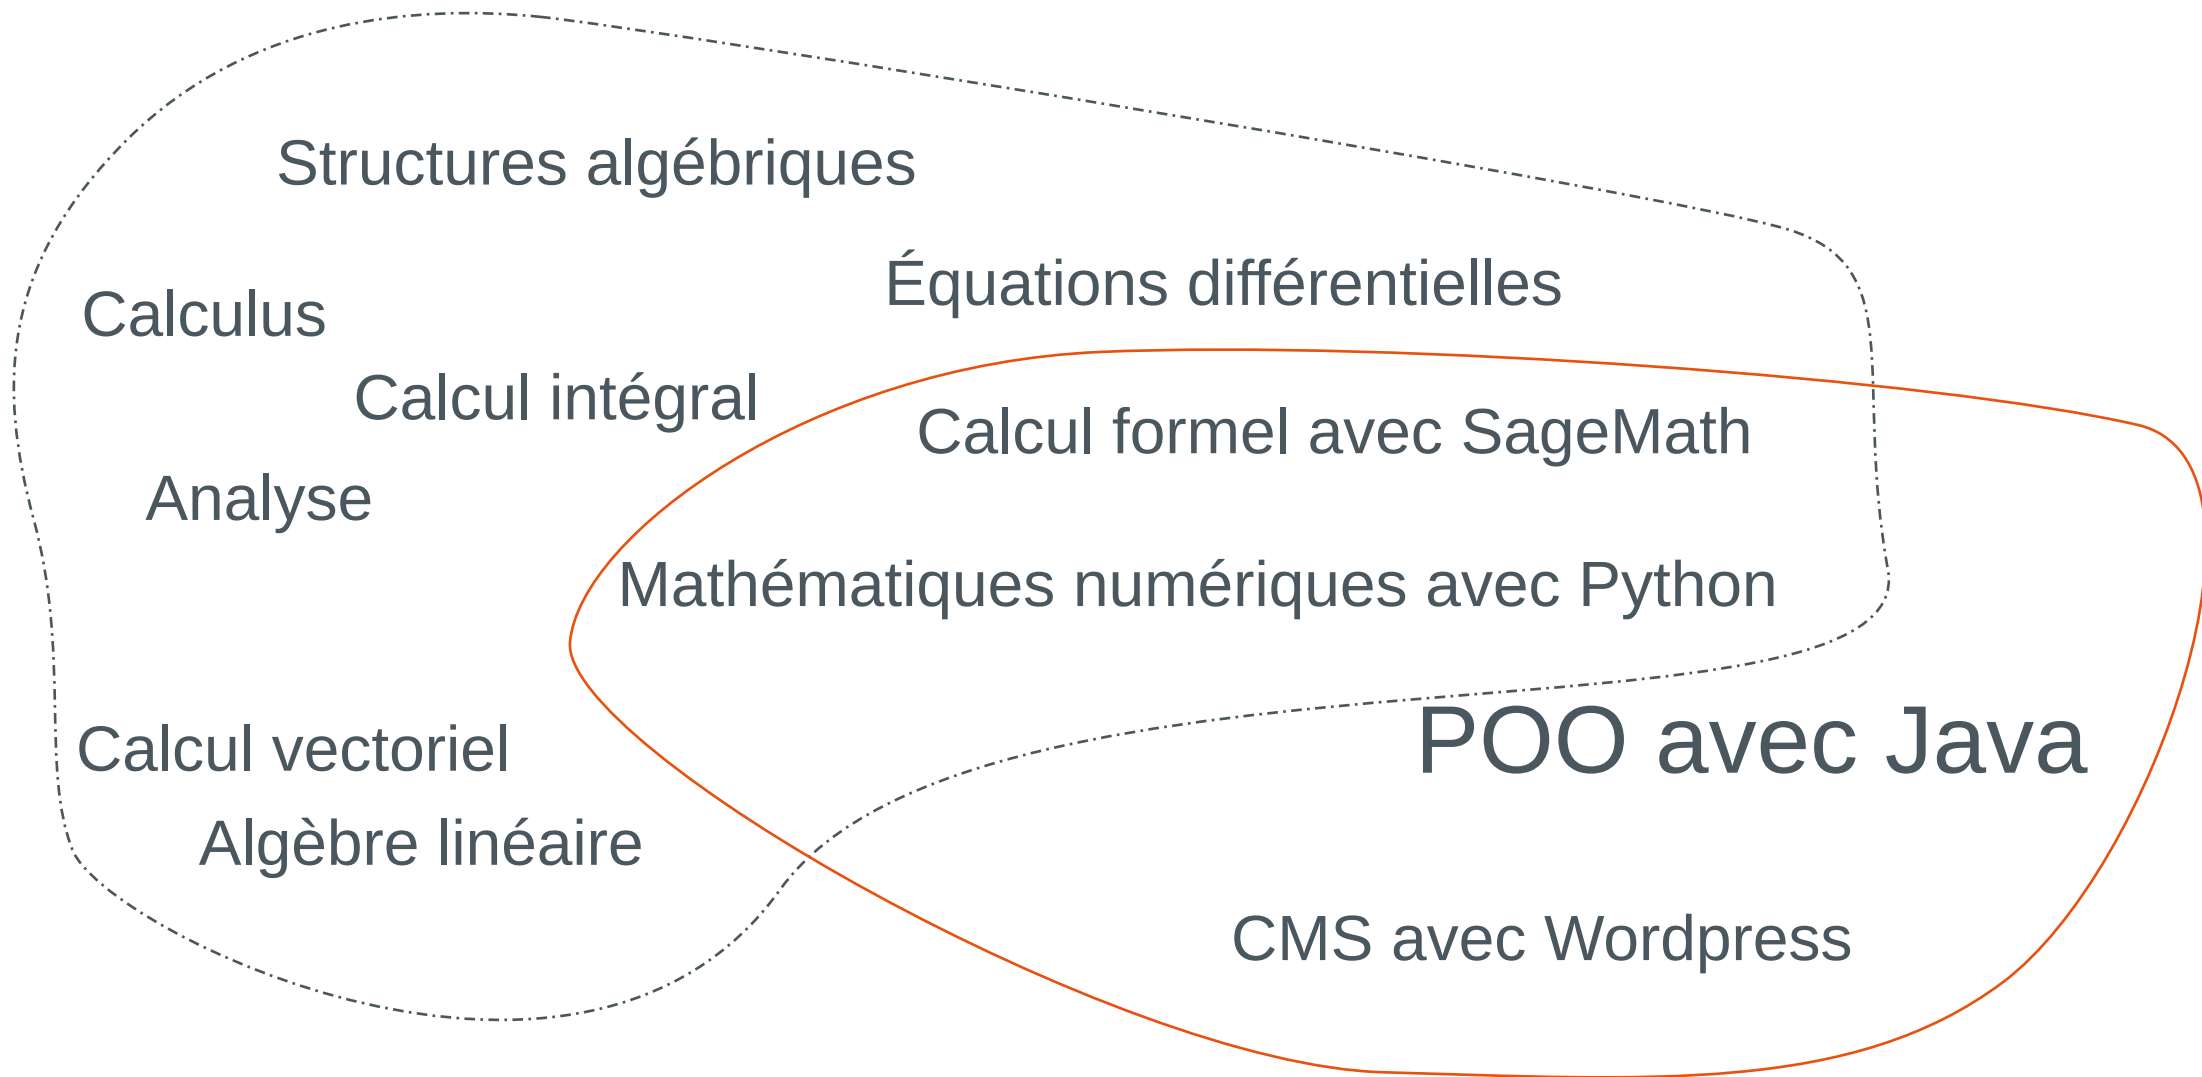 Structures algébriques
Équations différentielles
Calculus
Calcul intégral
Calcul formel avec SageMath
Analyse
Mathématiques numériques avec Python
Calcul vectoriel
POO avec Java
Algèbre linéaire
CMS avec Wordpress